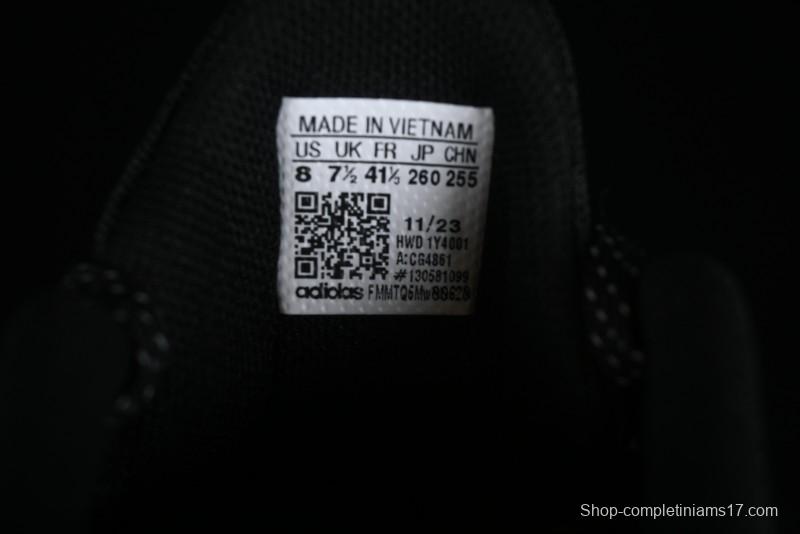 MADE IN VIETNAM
US UK FR JP CHN
8 7½ 41⅓ 260 255
11/23
HWD 1Y4001
A:CG4861
#130581099
adidas
Shop-completiniams17.com